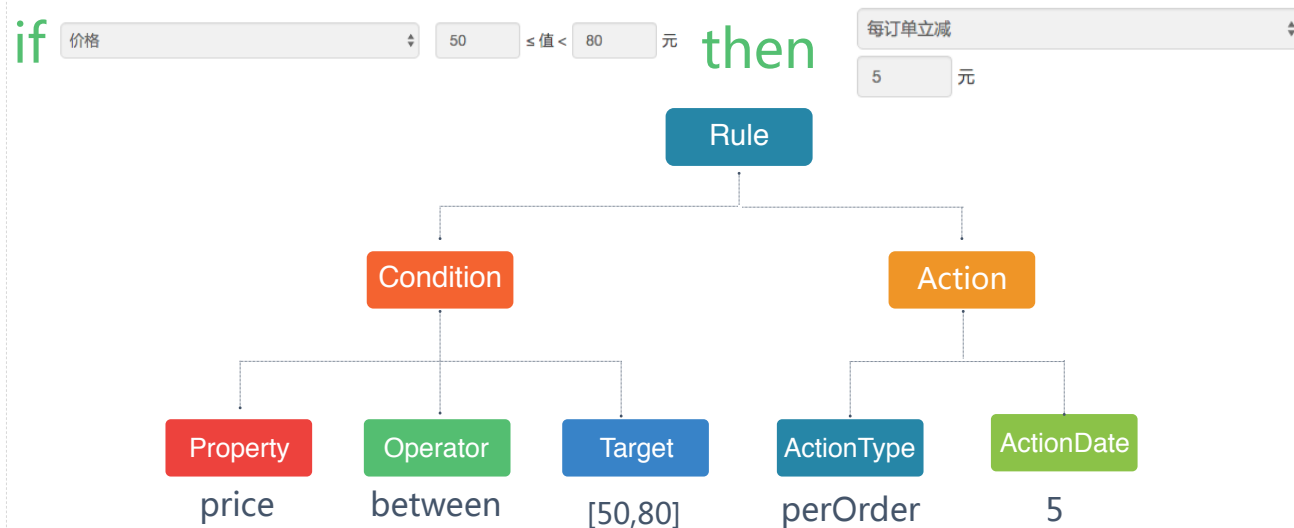 if 价格 50 ≤ 值 < 80 元 then 每订单立减
5 元
Rule
Condition Action
Property Operator Target ActionType ActionDate
price between [50,80] perOrder 5